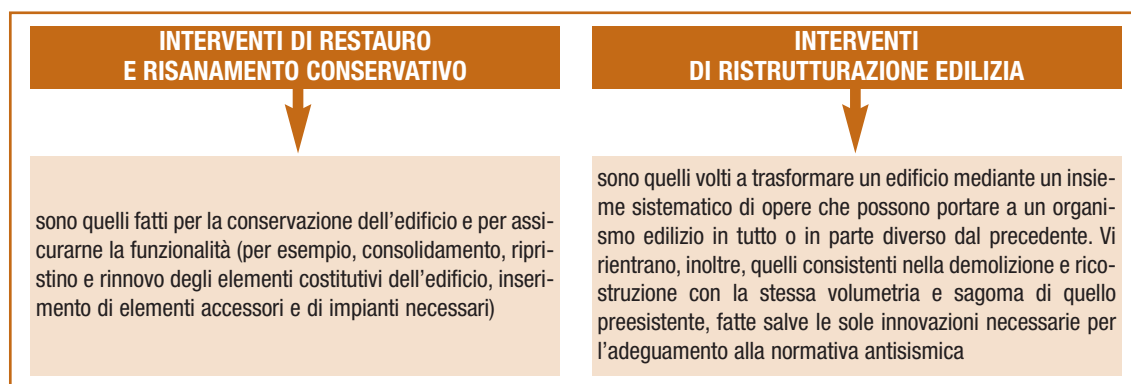 INTERVENTI DI RESTAURO
E RISANAMENTO CONSERVATIVO
sono quelli fatti per la conservazione dell'edificio e per assi-
curarne la funzionalità (per esempio, consolidamento, ripri-
stino e rinnovo degli elementi costitutivi dell'edificio, inseri-
mento di elementi accessori e di impianti necessari)
INTERVENTI
DI RISTRUTTURAZIONE EDILIZIA
sono quelli volti a trasformare un edificio mediante un insie-
me sistematico di opere che possono portare a un organi-
smo edilizio in tutto o in parte diverso dal precedente. Vi
rientrano, inoltre, quelli consistenti nella demolizione e rico-
struzione con la stessa volumetria e sagoma di quello
preesistente, fatte salve le sole innovazioni necessarie per
l'adeguamento alla normativa antisismica